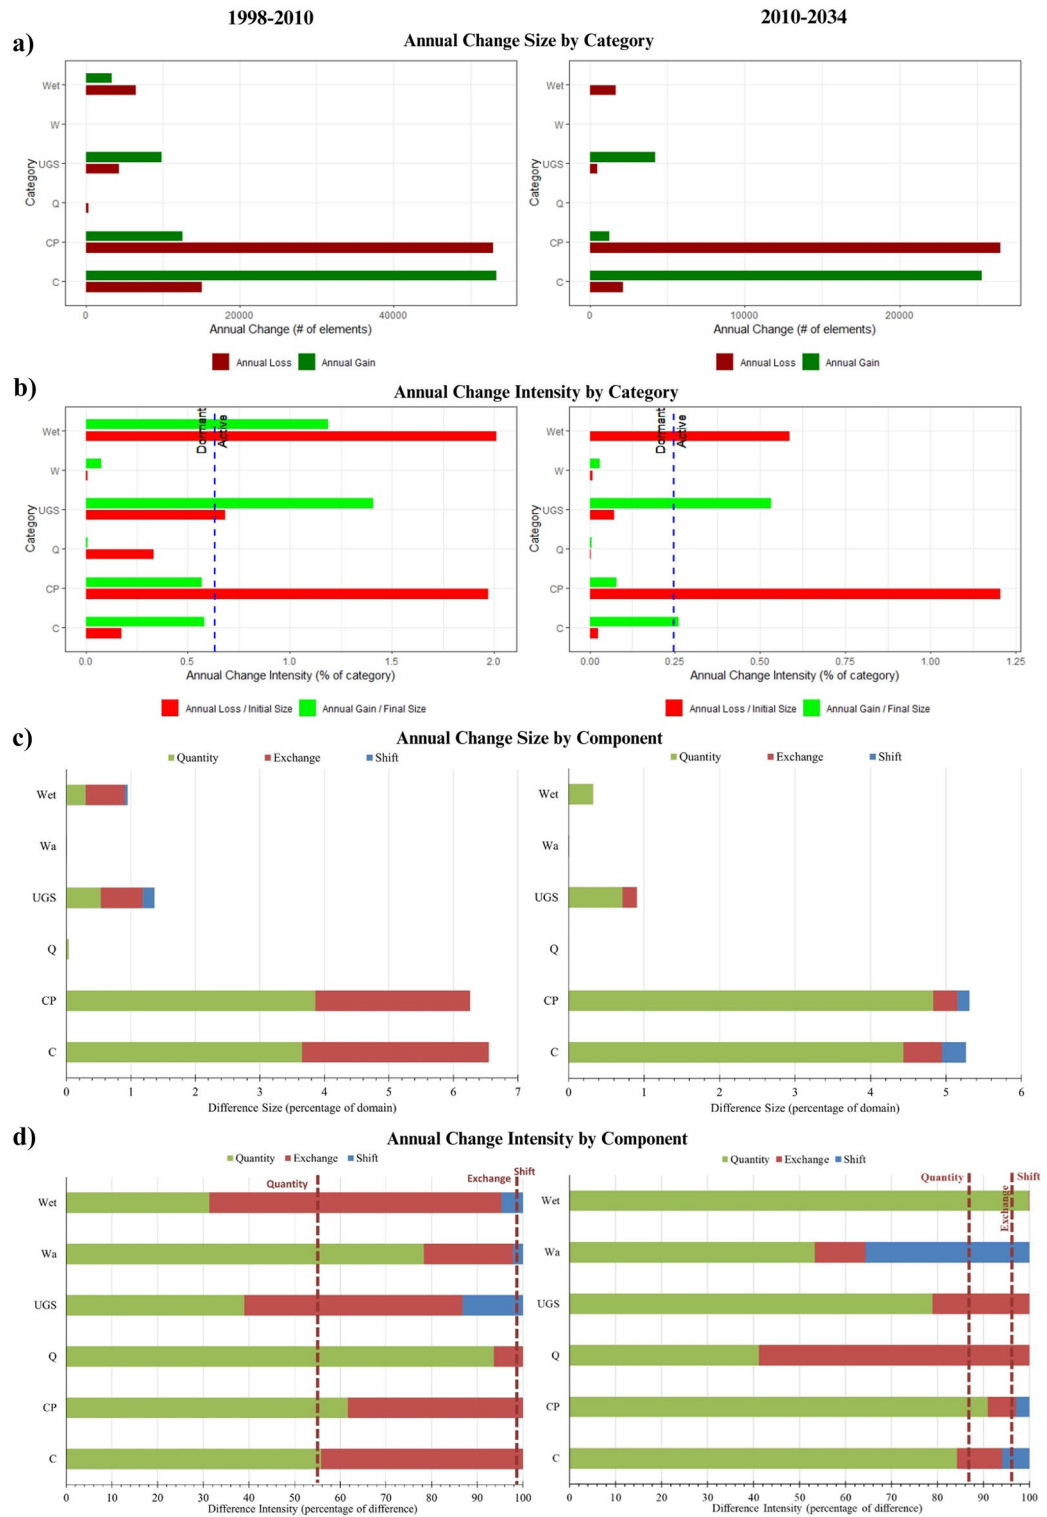 1998-2010 2010-2034
a) Annual Change Size by Category
Wet Wet
W W
UGS UGS
Q Q
CP CP
C C
Category Category
0 20000 40000 0 10000 20000
Annual Change (# of elements) Annual Change (# of elements)
Annual Loss Annual Gain Annual Loss Annual Gain
b) Annual Change Intensity by Category
Dormant Active Dormant Active
Wet Wet
W W
UGS UGS
Q Q
CP CP
C C
Category Category
0.0 0.5 1.0 1.5 2.0 0.00 0.25 0.50 0.75 1.00 1.25
Annual Change Intensity (% of category) Annual Change Intensity (% of category)
Annual Loss / Initial Size Annual Gain / Final Size Annual Loss / Initial Size Annual Gain / Final Size
c) Annual Change Size by Component
Quantity Exchange Shift Quantity Exchange Shift
Wet Wet
Wa Wa
UGS UGS
Q Q
CP CP
C C
0 1 2 3 4 5 6 7 0 1 2 3 4 5 6
Difference Size (percentage of domain) Difference Size (percentage of domain)
d) Annual Change Intensity by Component
Quantity Exchange Shift Quantity Exchange Shift
Quantity Exchange Shift Quantity Exchange Shift
Wet Wet
Wa Wa
UGS UGS
Q Q
CP CP
C C
0 10 20 30 40 50 60 70 80 90 100 0 10 20 30 40 50 60 70 80 90 100
Difference Intensity (percentage of difference) Difference Intensity (percentage of difference)